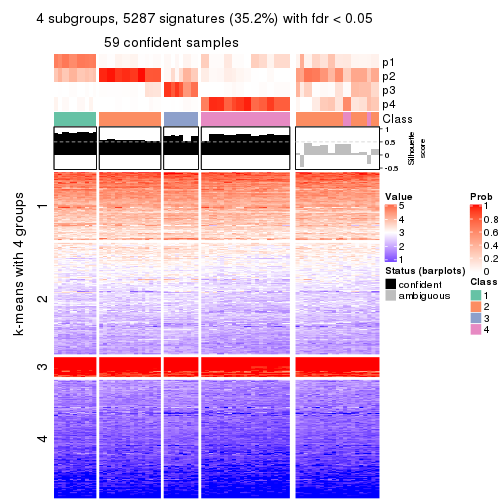 4 subgroups, 5287 signatures (35.2%) with fdr < 0.05
59 confident samples
p1
p2
p3
p4
Class
1
0.5
0
-0.5
Silhouette
score
k-means with 4 groups
1
2
3
4
Value
5
4
3
2
1
Status (barplots)
confident
ambiguous
Prob
1
0.8
0.6
0.4
0.2
0
Class
1
2
3
4